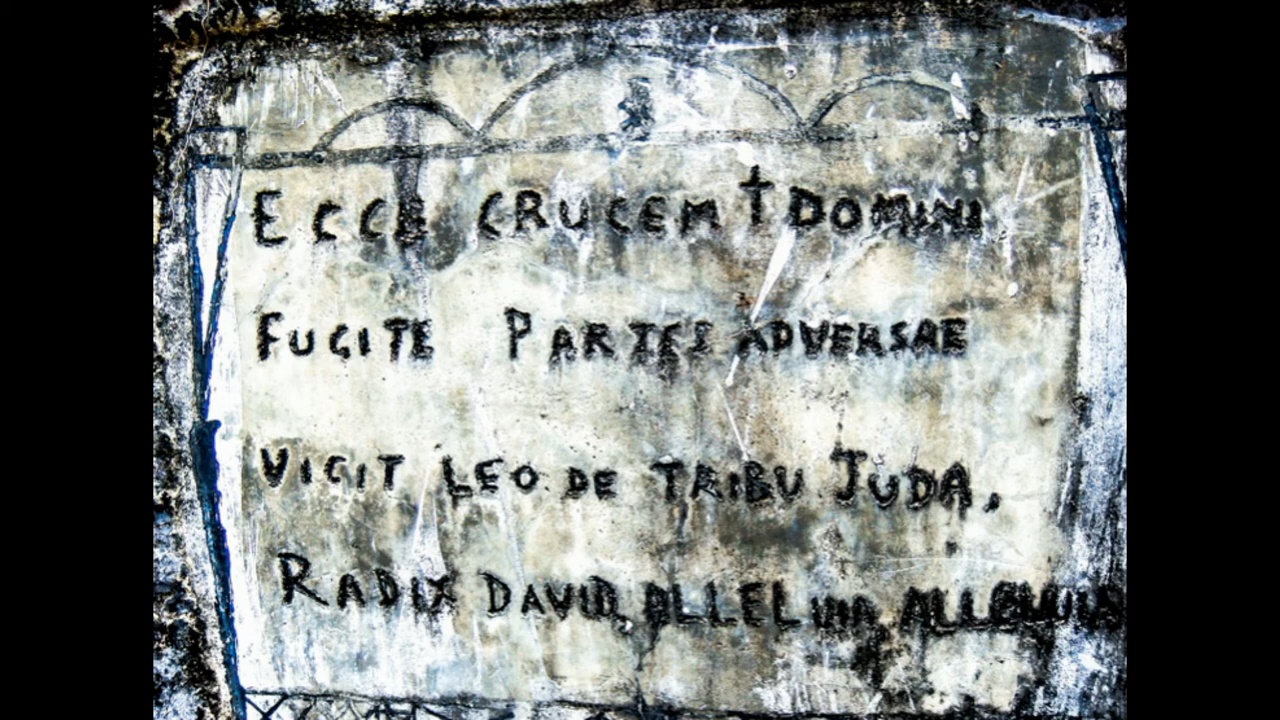 ECCE CRUCEM † DOMINI
FUGITE PARTES ADVERSAE
VICIT LEO DE TRIBU JUDA,
RADIX DAVID, ALLELUIA, ALLELUIA